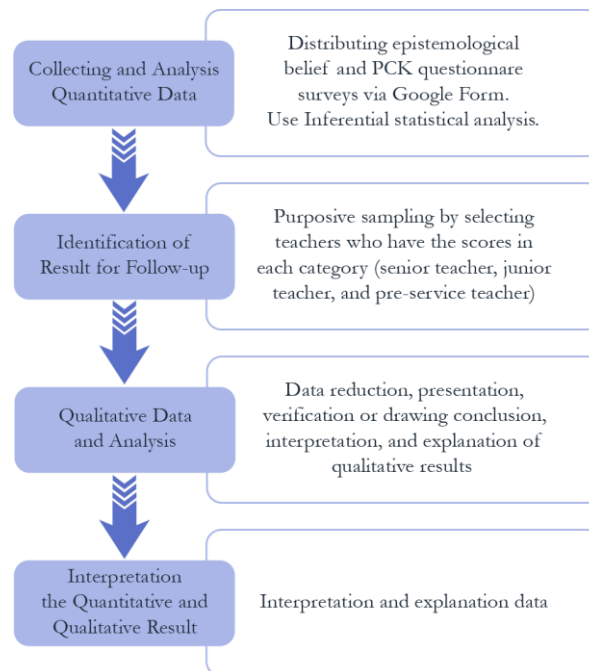 Collecting and Analysis
Quantitative Data
Distributing epistemological
belief and PCK questionnare
surveys via Google Form.
Use Inferential statistical analysis.
Identification of
Result for Follow-up
Purposive sampling by selecting
teachers who have the scores in
each category (senior teacher, junior
teacher, and pre-service teacher)
Qualitative Data
and Analysis
Data reduction, presentation,
verification or drawing conclusion,
interpretation, and explanation of
qualitative results
Interpretation
the Quantitative and
Qualitative Result
Interpretation and explanation data